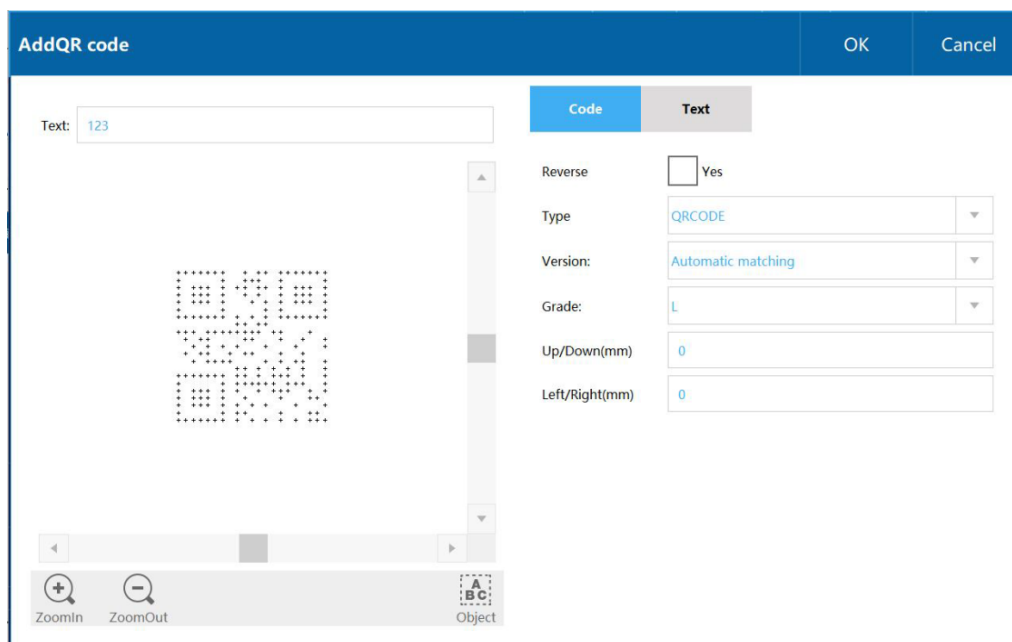 AddQR code
OK
Cancel
Text: 123
Code
Text
Reverse
Yes
Type
QRCODE
Version:
Automatic matching
Grade:
L
Up/Down(mm)
0
Left/Right(mm)
0
ZoomIn
ZoomOut
A
BC
Object